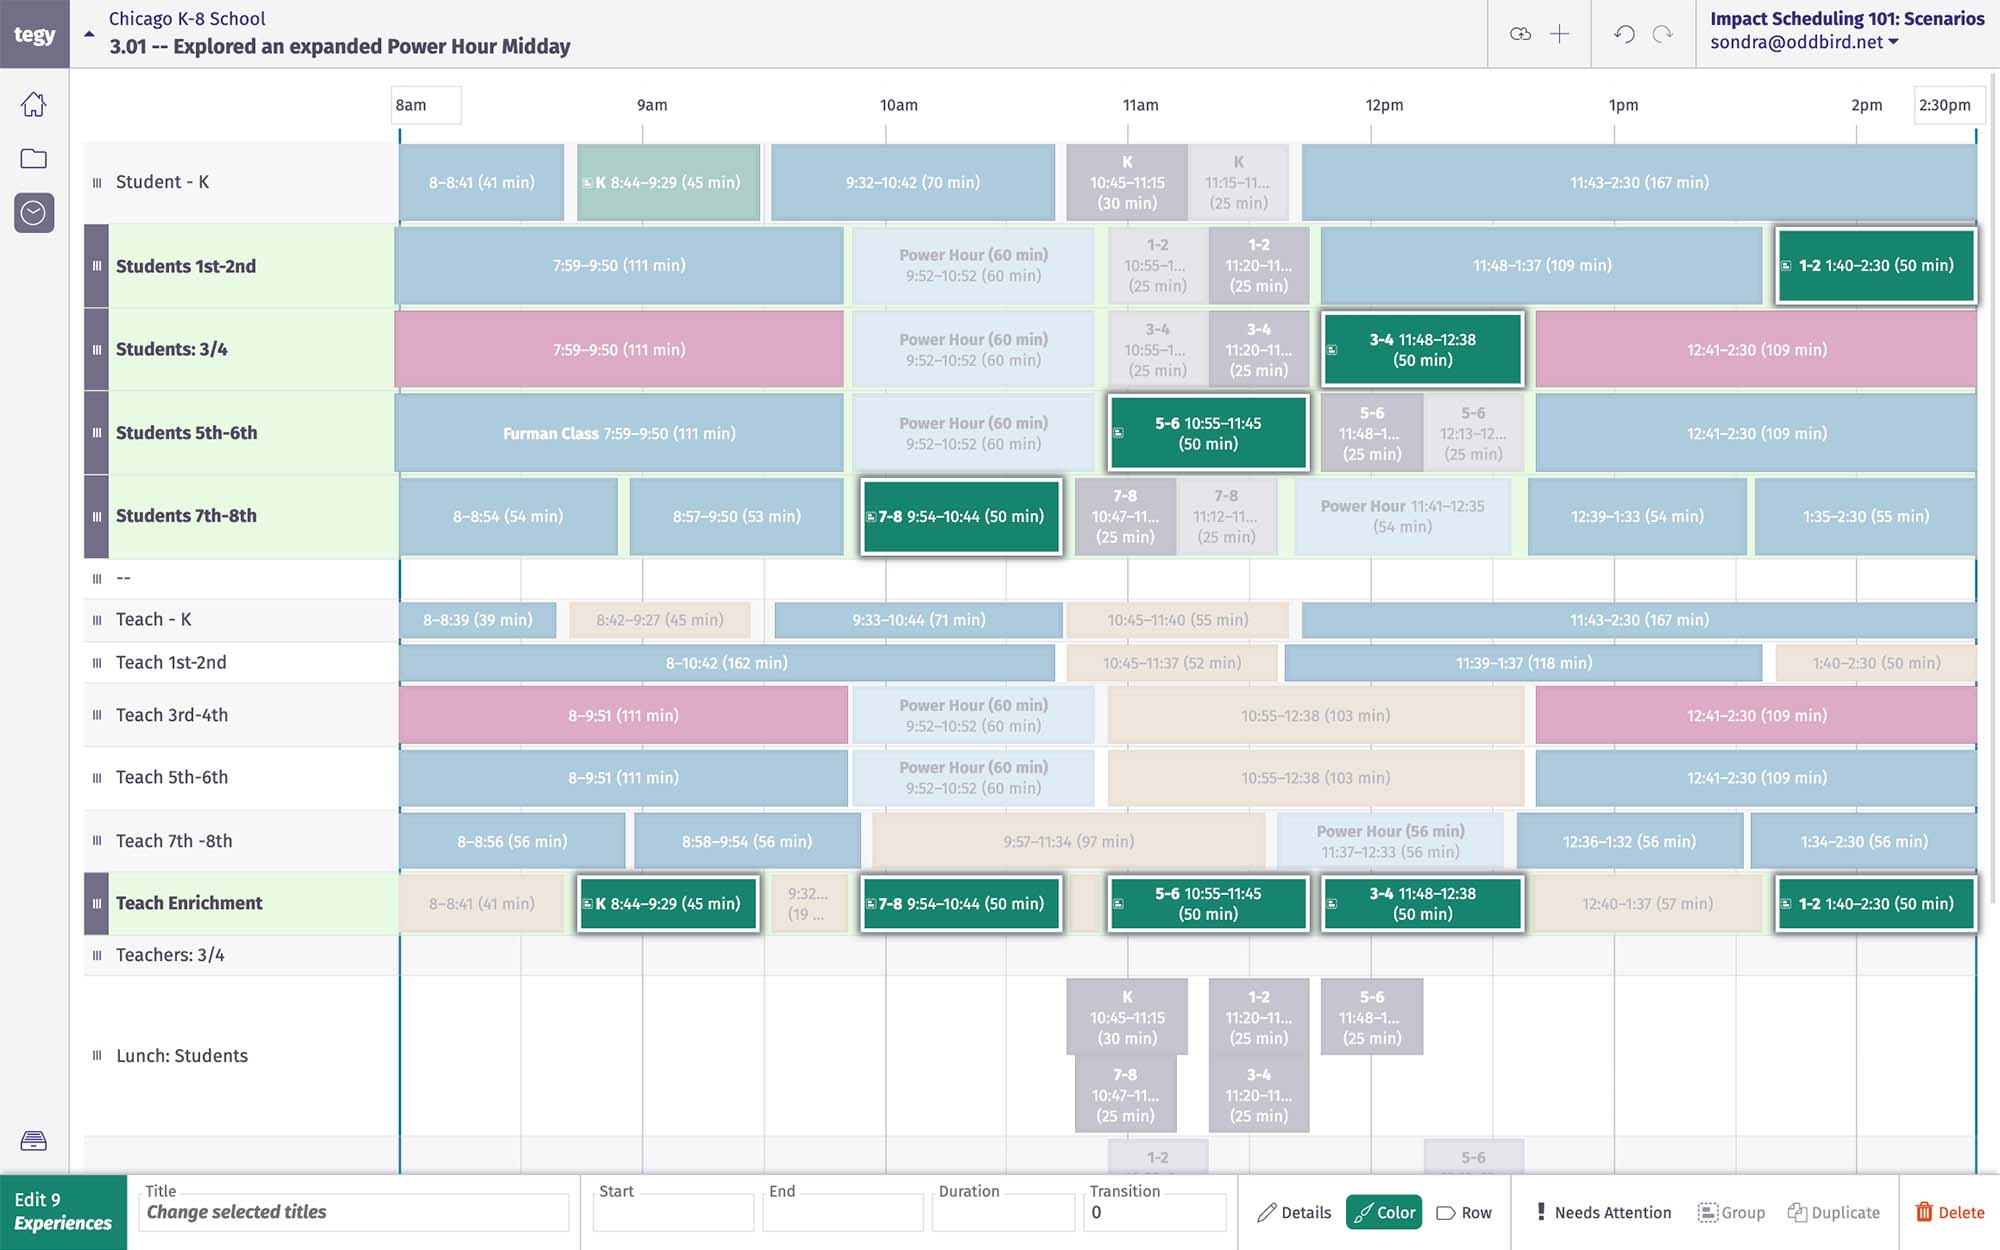 tegy
Chicago K-8 School
3.01 -- Explored an expanded Power Hour Midday
Impact Scheduling 101: Scenarios
sondra@oddbird.net
8am
9am
10am
11am
12pm
1pm
2pm
2:30pm
Student - K
8–8:41 (41 min)
K 8:44–9:29 (45 min)
9:32–10:42 (70 min)
K
10:45–11:15
(30 min)
K
11:15–11...
(25 min)
11:43–2:30 (167 min)
Students 1st-2nd
7:59–9:50 (111 min)
Power Hour (60 min)
9:52–10:52 (60 min)
1-2
10:55–1...
(25 min)
1-2
11:20–11...
(25 min)
11:48–1:37 (109 min)
1-2 1:40–2:30 (50 min)
Students: 3/4
7:59–9:50 (111 min)
Power Hour (60 min)
9:52–10:52 (60 min)
3-4
10:55–1...
(25 min)
3-4
11:20–11...
(25 min)
3-4 11:48–12:38
(50 min)
12:41–2:30 (109 min)
Students 5th-6th
Furman Class 7:59–9:50 (111 min)
Power Hour (60 min)
9:52–10:52 (60 min)
5-6 10:55–11:45
(50 min)
5-6
11:48–1...
(25 min)
5-6
12:13–12...
(25 min)
12:41–2:30 (109 min)
Students 7th-8th
8–8:54 (54 min)
8:57–9:50 (53 min)
7-8 9:54–10:44 (50 min)
7-8
10:47–11...
(25 min)
7-8
11:12–11...
(25 min)
Power Hour 11:41–12:35
(54 min)
12:39–1:33 (54 min)
1:35–2:30 (55 min)
--
Teach - K
8–8:39 (39 min)
8:42–9:27 (45 min)
9:33–10:44 (71 min)
10:45–11:40 (55 min)
11:43–2:30 (167 min)
Teach 1st-2nd
8–10:42 (162 min)
10:45–11:37 (52 min)
11:39–1:37 (118 min)
1:40–2:30 (50 min)
Teach 3rd-4th
8–9:51 (111 min)
Power Hour (60 min)
9:52–10:52 (60 min)
10:55–12:38 (103 min)
12:41–2:30 (109 min)
Teach 5th-6th
8–9:51 (111 min)
Power Hour (60 min)
9:52–10:52 (60 min)
10:55–12:38 (103 min)
12:41–2:30 (109 min)
Teach 7th -8th
8–8:56 (56 min)
8:58–9:54 (56 min)
9:57–11:34 (97 min)
Power Hour (56 min)
11:37–12:33 (56 min)
12:36–1:32 (56 min)
1:34–2:30 (56 min)
Teach Enrichment
8–8:41 (41 min)
K 8:44–9:29 (45 min)
9:32...
(19 ...
7-8 9:54–10:44 (50 min)
5-6 10:55–11:45
(50 min)
3-4 11:48–12:38
(50 min)
12:40–1:37 (57 min)
1-2 1:40–2:30 (50 min)
Teachers: 3/4
Lunch: Students
K
10:45–11:15
(30 min)
1-2
11:20–11...
(25 min)
5-6
11:48–1...
(25 min)
7-8
10:47–11...
(25 min)
3-4
11:20–11...
(25 min)
1-2
5-6
Edit 9
Experiences
Title
Change selected titles
Start
End
Duration
Transition
0
Details
Color
Row
Needs Attention
Group
Duplicate
Delete